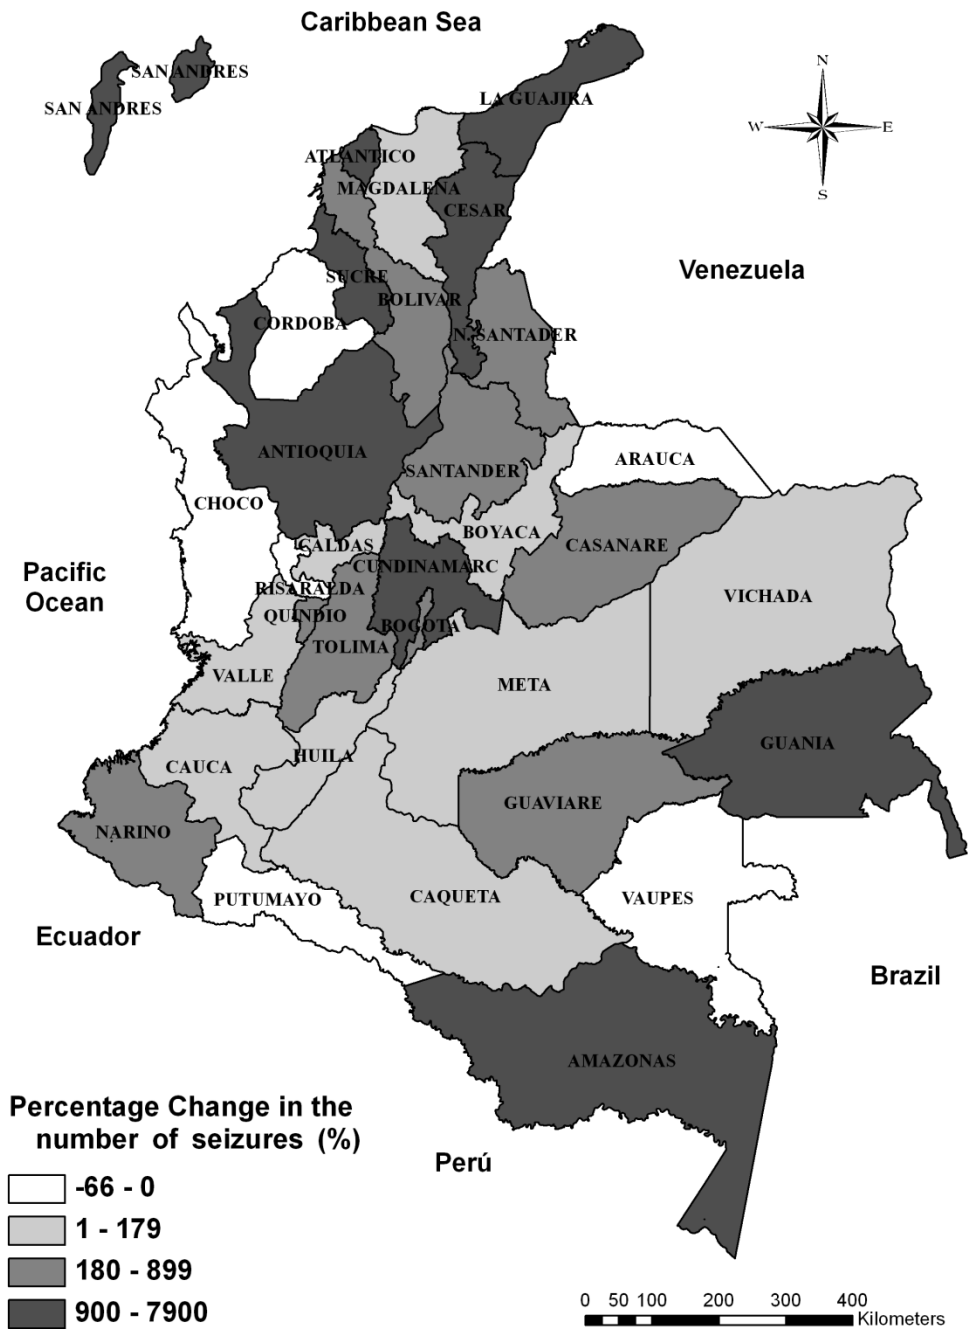 Caribbean Sea
SAN ANDRES
SAN ANDRES
LA GUAJIRA
N
W
E
S
ATLANTICO
MAGDALENA
CESAR
Venezuela
SUCRE
BOLIVAR
CORDOBA
N. SANTADER
ANTIOQUIA
SANTANDER
ARAUCA
CHOCO
BOYACA
CASANARE
CALDAS
CUNDINAMARC
Pacific
Ocean
RISARALDA
VICHADA
QUINDIO
BOGOTA
TOLIMA
VALLE
META
GUANIA
HUILA
CAUCA
GUAVIARE
NARINO
PUTUMAYO
CAQUETA
VAUPES
Ecuador
Brazil
AMAZONAS
Percentage Change in the
number of seizures (%)
Perú
-66 - 0
1 - 179
180 - 899
900 - 7900
0 50 100 200 300 400
Kilometers